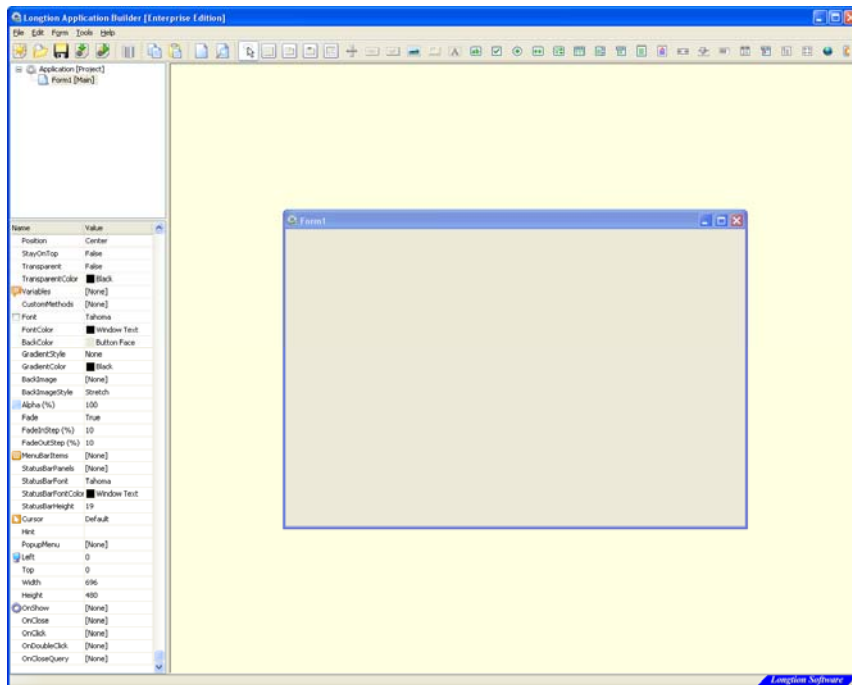 Longtion Application Builder [Enterprise Edition]
File Edit Form Tools Help
Application [Project]
Form1 [Main]
Form1
Name Value
Position Center
StayOnTop False
Transparent False
TransparentColor Black
Variables [None]
CustomMethods [None]
Font Tahoma
FontColor Window Text
BackColor Button Face
GradientStyle None
GradientColor Black
BackImage [None]
BackImageStyle Stretch
Alpha (%) 100
Fade True
FadeInStep (%) 10
FadeOutStep (%) 10
MenuBarItems [None]
StatusBarPanels [None]
StatusBarFont Tahoma
StatusBarFontColor Window Text
StatusBarHeight 19
Cursor Default
Hint
PopupMenu [None]
Left 0
Top 0
Width 696
Height 480
OnShow [None]
OnClose [None]
OnClick [None]
OnDoubleClick [None]
OnCloseQuery [None]
Longtion Software